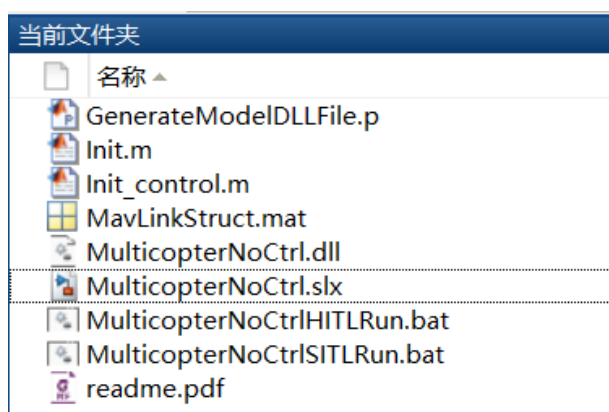 当前文件夹
名称
GenerateModelDLLFile.p
Init.m
Init_control.m
MavLinkStruct.mat
MulticopterNoCtrl.dll
MulticopterNoCtrl.slx
MulticopterNoCtrlHITLRun.bat
MulticopterNoCtrlSITLRun.bat
readme.pdf